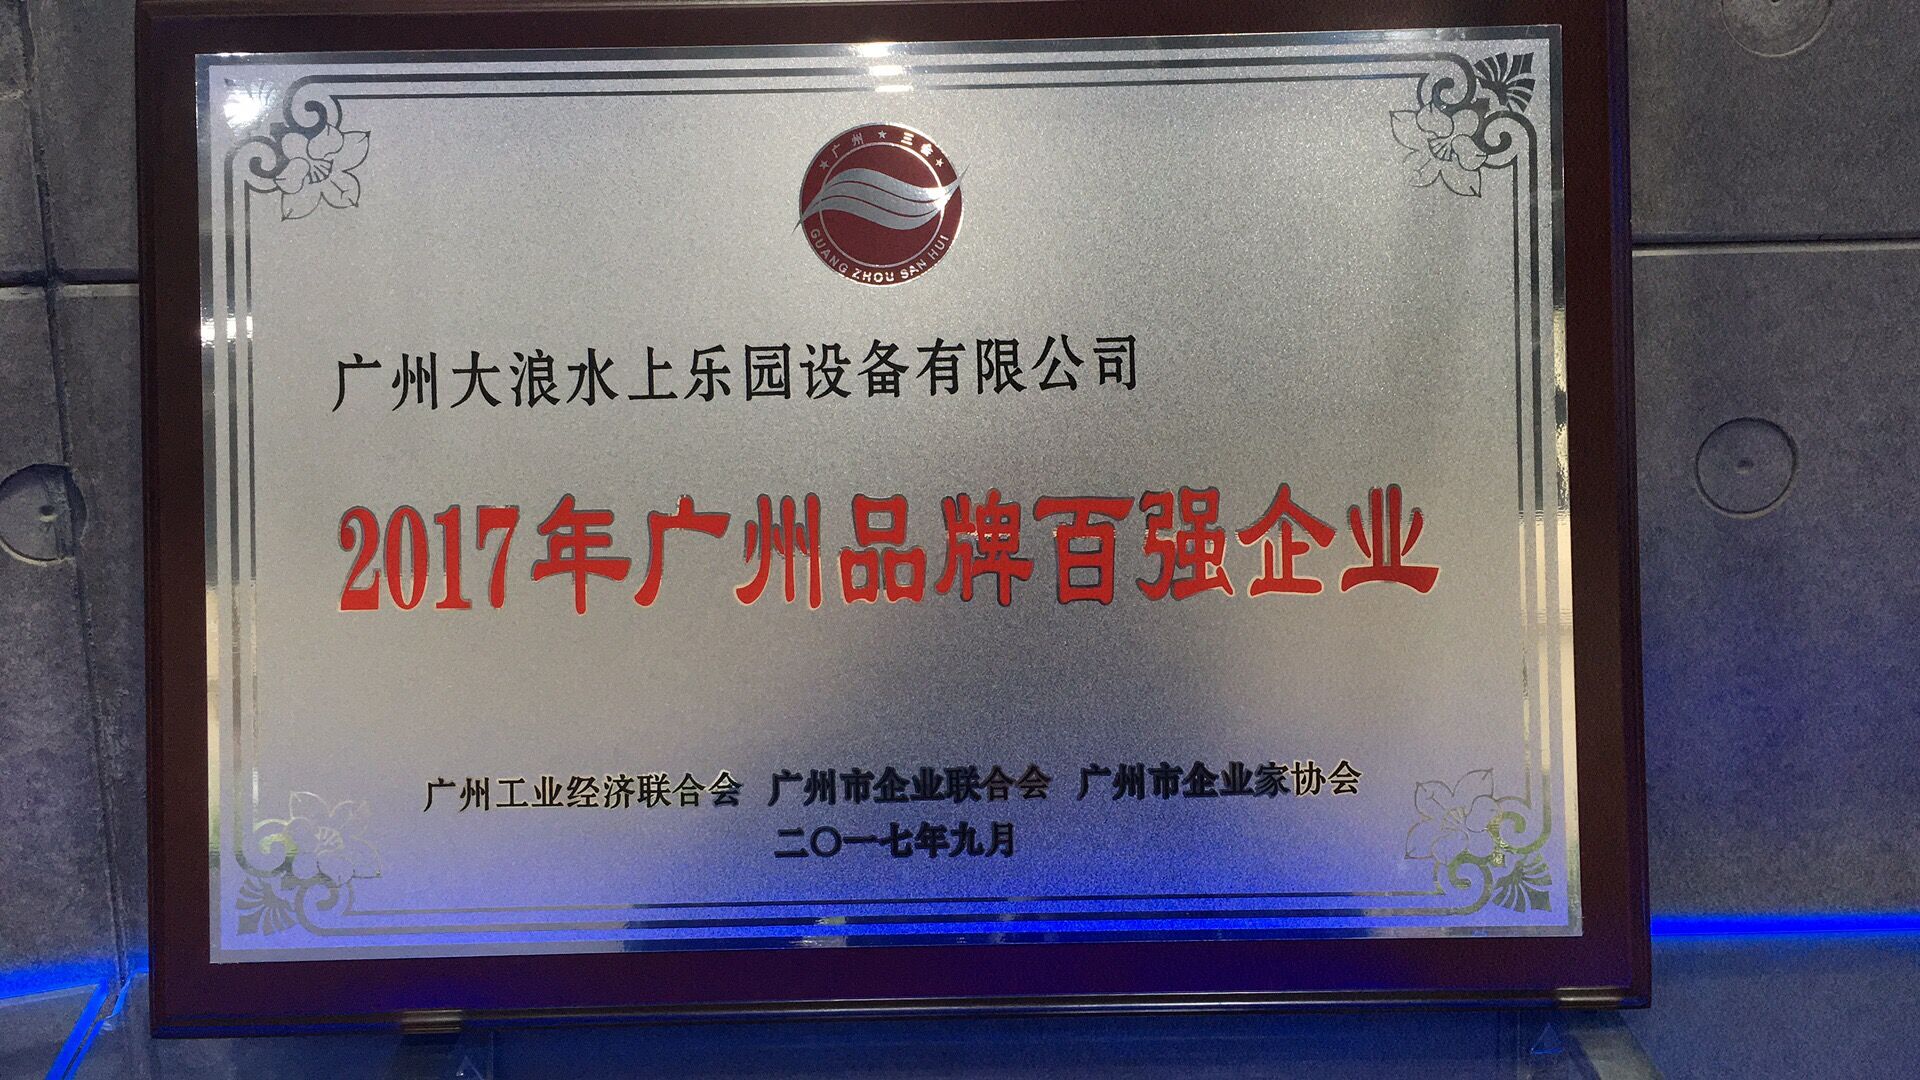 广州★三会
GUANG ZHOU SAN HUI
广州大浪水上乐园设备有限公司
2017年广州品牌百强企业
广州工业经济联合会 广州市企业联合会 广州市企业家协会
二〇一七年九月